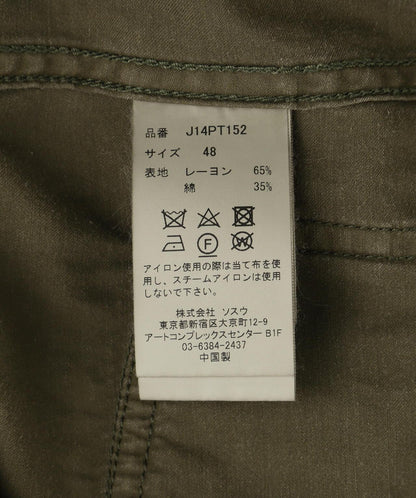 品番 J14PT152
サイズ 48
表地 レーヨン 65%
綿 35%
F W
アイロン使用の際は当て布を使
用し、スチームアイロンは使用
しないで下さい。
株式会社 ソスウ
東京都新宿区大京町12-9
アートコンプレックスセンター B1F
03-6384-2437
中国製